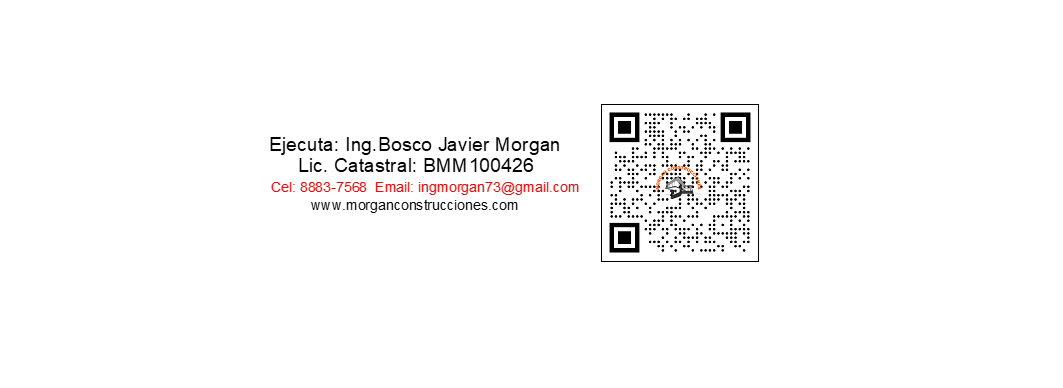 Ejecuta: Ing.Bosco Javier Morgan
Lic. Catastral: BMM100426
Cel: 8883-7568 Email: ingmorgan73@gmail.com
www.morganconstrucciones.com